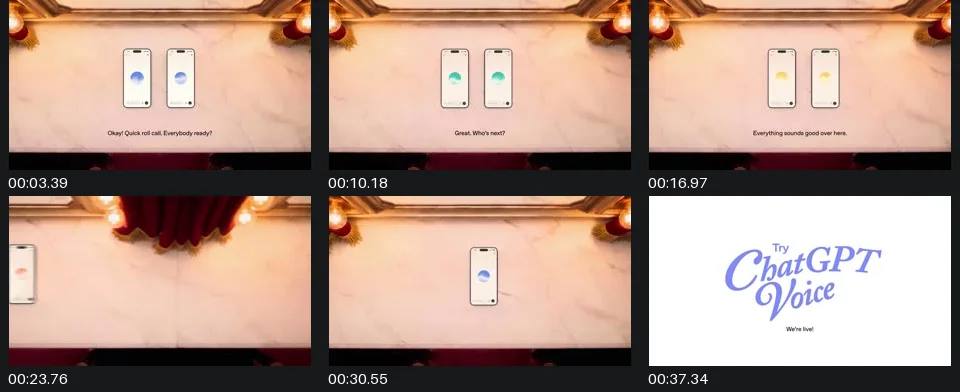 Okay! Quick roll call. Everybody ready?
Great. Who's next?
Everything sounds good over here.
00:03.39
00:10.18
00:16.97
Try
ChatGPT
Voice
We're live!
00:23.76
00:30.55
00:37.34